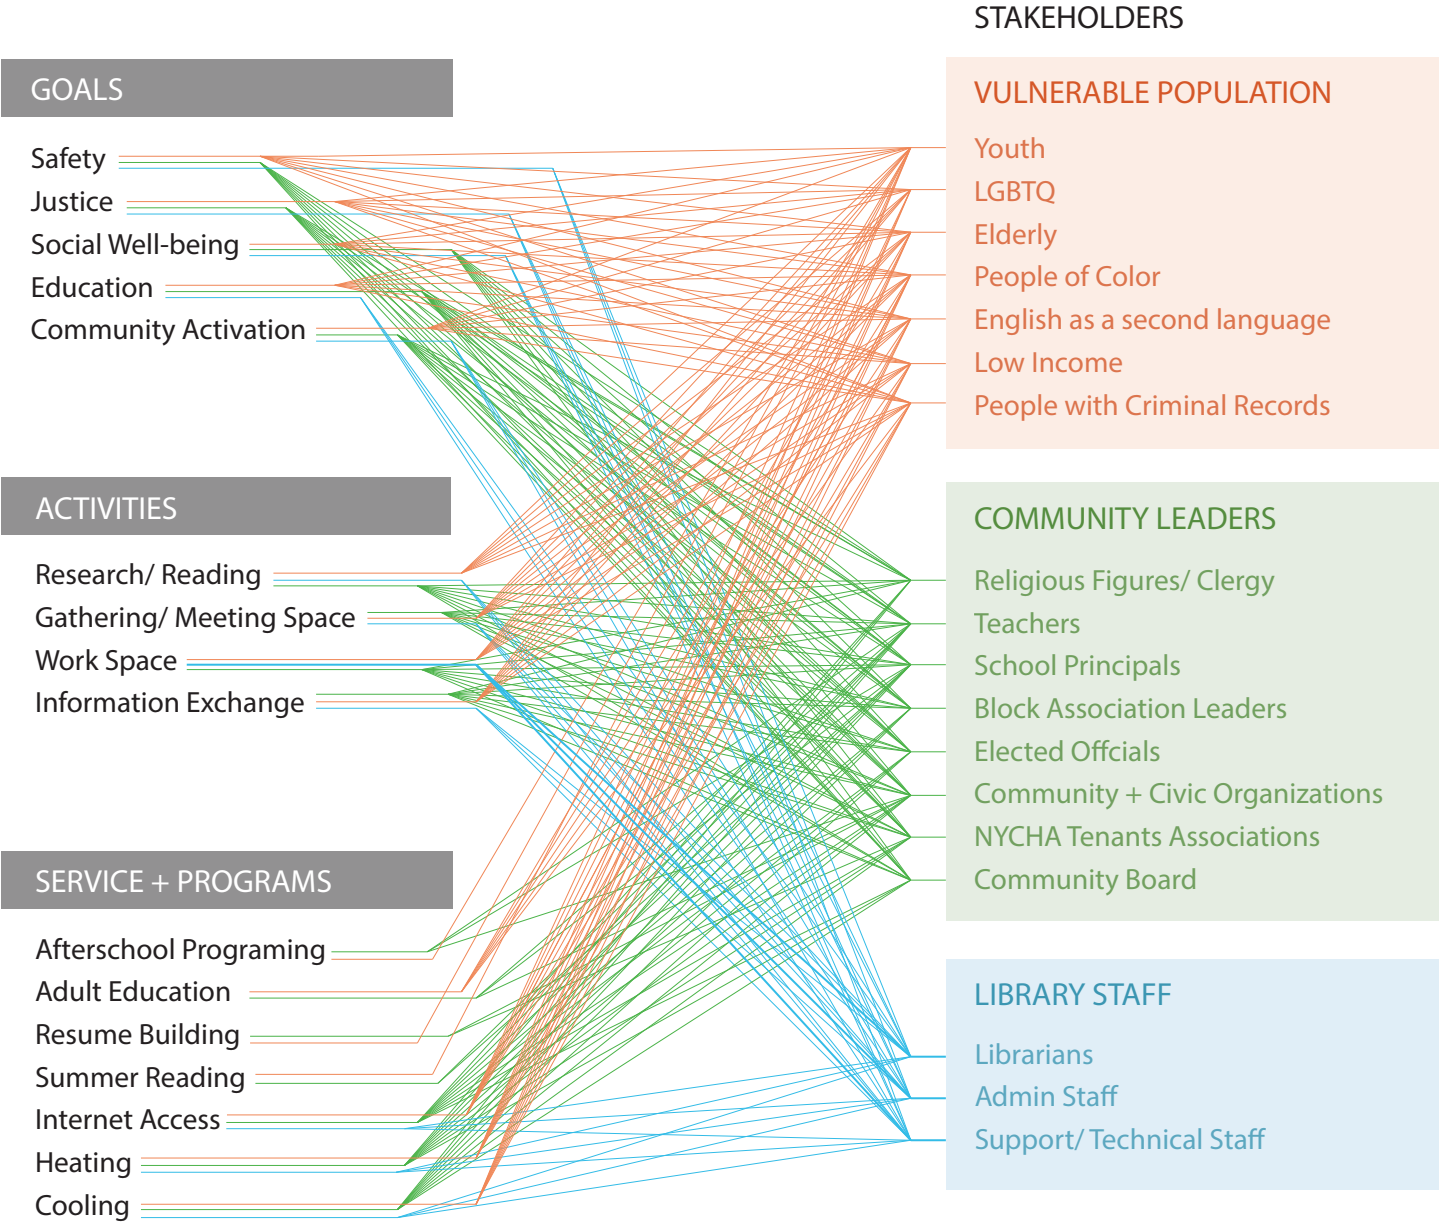 STAKEHOLDERS
GOALS
Safety
Justice
Social Well-being
Education
Community Activation
ACTIVITIES
Research/ Reading
Gathering/ Meeting Space
Work Space
Information Exchange
SERVICE + PROGRAMS
Afterschool Programing
Adult Education
Resume Building
Summer Reading
Internet Access
Heating
Cooling
VULNERABLE POPULATION
Youth
LGBTQ
Elderly
People of Color
English as a second language
Low Income
People with Criminal Records
COMMUNITY LEADERS
Religious Figures/ Clergy
Teachers
School Principals
Block Association Leaders
Elected Offcials
Community + Civic Organizations
NYCHA Tenants Associations
Community Board
LIBRARY STAFF
Librarians
Admin Staff
Support/ Technical Staff